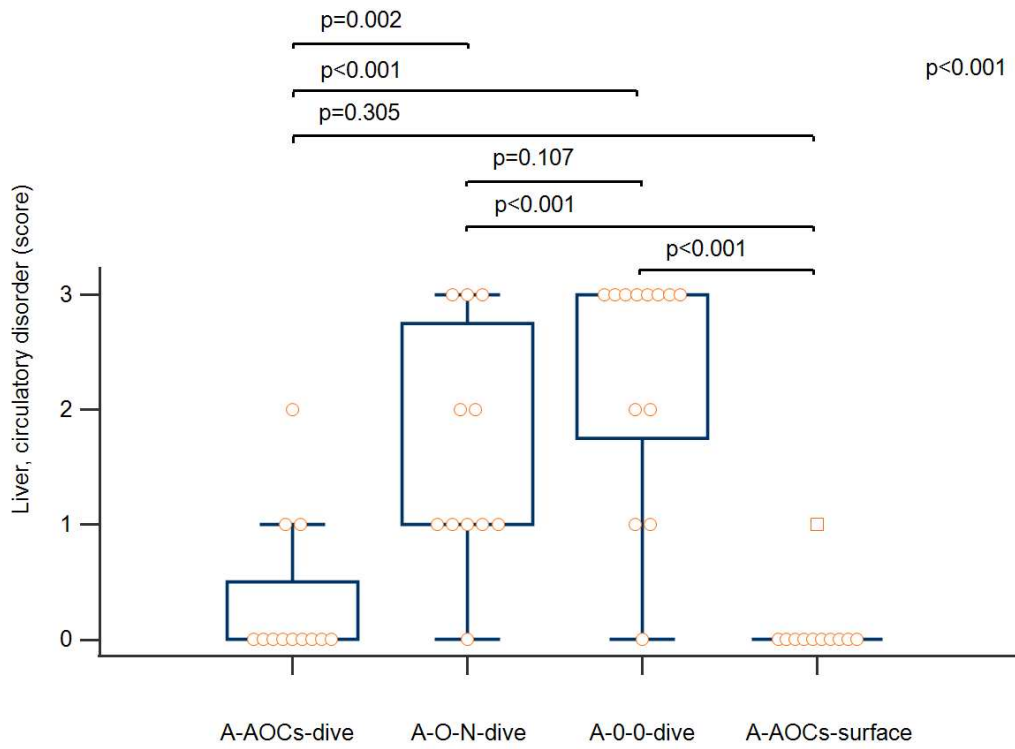 p=0.002
p<0.001
p<0.001
p=0.305
p=0.107
p<0.001
p<0.001
Liver, circulatory disorder (score)
3
2
1
0
A-AOCs-dive A-O-N-dive A-0-0-dive A-AOCs-surface